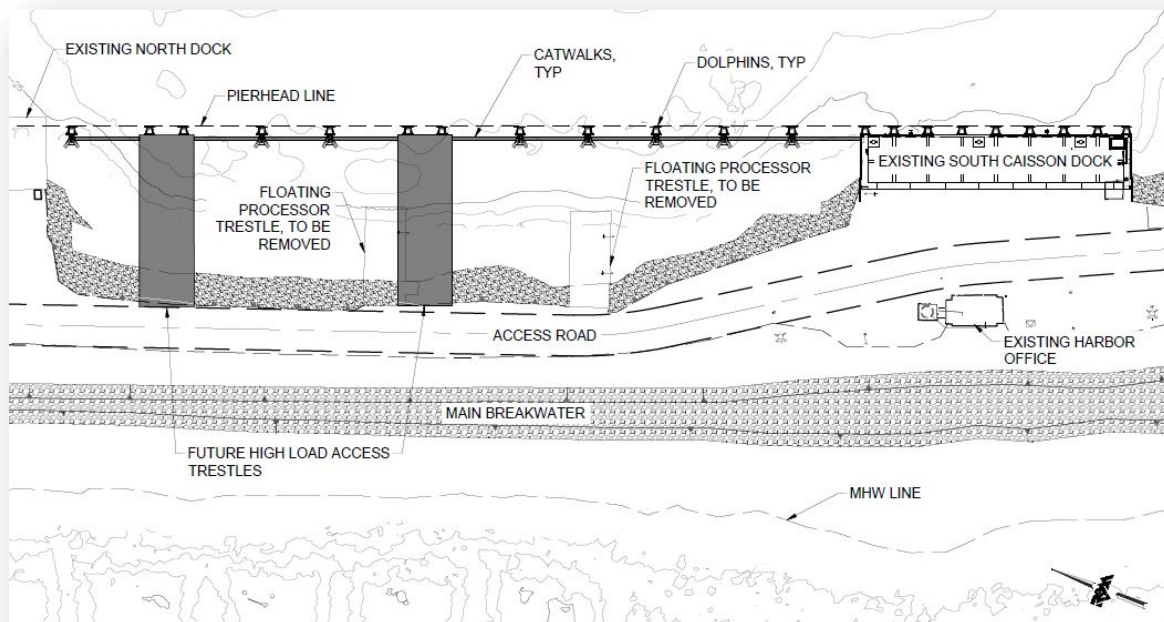 EXISTING NORTH DOCK
CATWALKS,
TYP
DOLPHINS, TYP
PIERHEAD LINE
EXISTING SOUTH CAISSON DOCK
FLOATING PROCESSOR
TRESTLE, TO BE
REMOVED
FLOATING
PROCESSOR
TRESTLE, TO BE
REMOVED
ACCESS ROAD
EXISTING HARBOR
OFFICE
MAIN BREAKWATER
FUTURE HIGH LOAD ACCESS
TRESTLES
MHW LINE